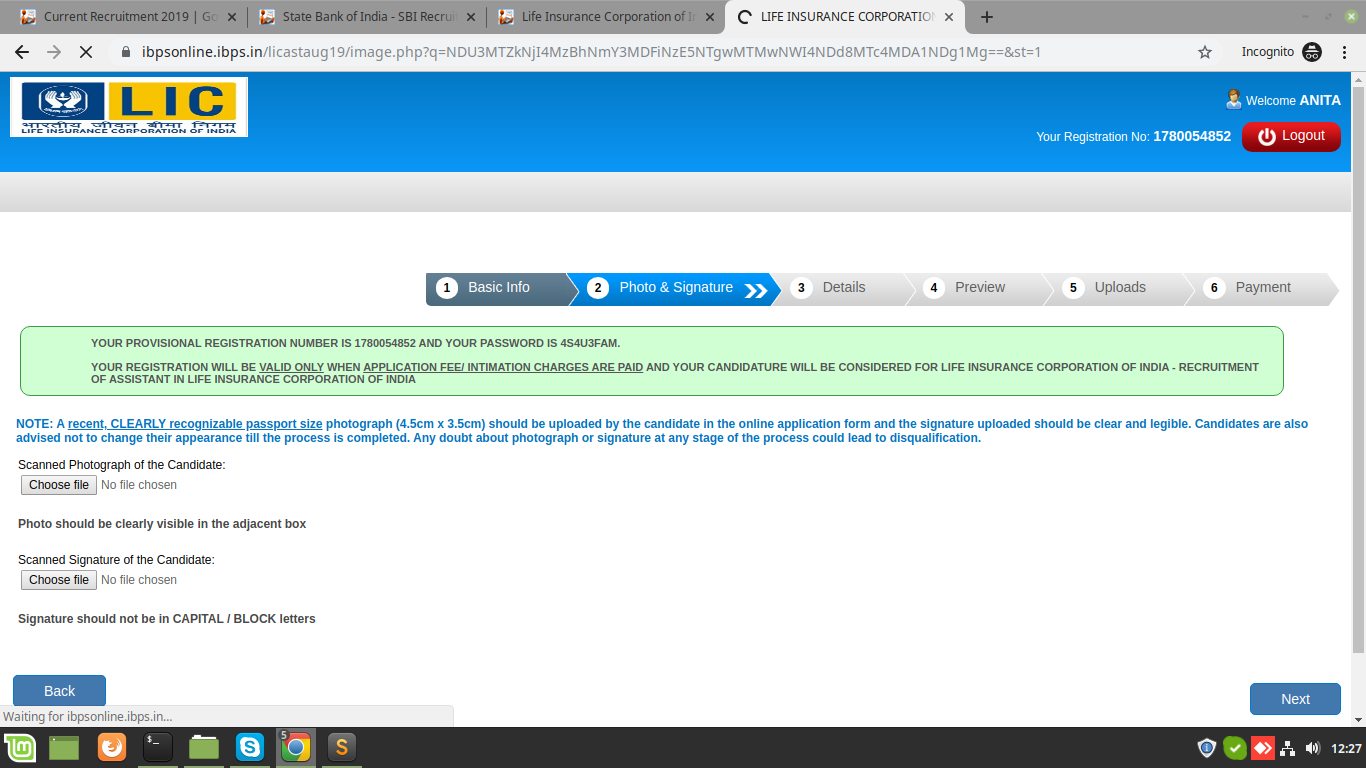 Current Recruitment 2019 | Go
State Bank of India - SBI Recruit
Life Insurance Corporation of I
LIFE INSURANCE CORPORATION
ibpsonline.ibps.in/licastaug19/image.php?q=NDU3MTZkNjI4MzBhNmY3MDFiNzE5NTgwMTMwNWI4NDd8MTc4MDA1NDg1Mg==&st=1
Incognito
LIC
भारतीय जीवन बीमा निगम
LIFE INSURANCE CORPORATION OF INDIA
Welcome ANITA
Your Registration No: 1780054852
Logout
1 Basic Info
2 Photo & Signature
3 Details
4 Preview
5 Uploads
6 Payment
YOUR PROVISIONAL REGISTRATION NUMBER IS 1780054852 AND YOUR PASSWORD IS 4S4U3FAM.
YOUR REGISTRATION WILL BE VALID ONLY WHEN APPLICATION FEE/ INTIMATION CHARGES ARE PAID AND YOUR CANDIDATURE WILL BE CONSIDERED FOR LIFE INSURANCE CORPORATION OF INDIA - RECRUITMENT
OF ASSISTANT IN LIFE INSURANCE CORPORATION OF INDIA
NOTE: A recent, CLEARLY recognizable passport size photograph (4.5cm x 3.5cm) should be uploaded by the candidate in the online application form and the signature uploaded should be clear and legible. Candidates are also
advised not to change their appearance till the process is completed. Any doubt about photograph or signature at any stage of the process could lead to disqualification.
Scanned Photograph of the Candidate:
Choose file No file chosen
Photo should be clearly visible in the adjacent box
Scanned Signature of the Candidate:
Choose file No file chosen
Signature should not be in CAPITAL / BLOCK letters
Back
Next
Waiting for ibpsonline.ibps.in...
5
12:27